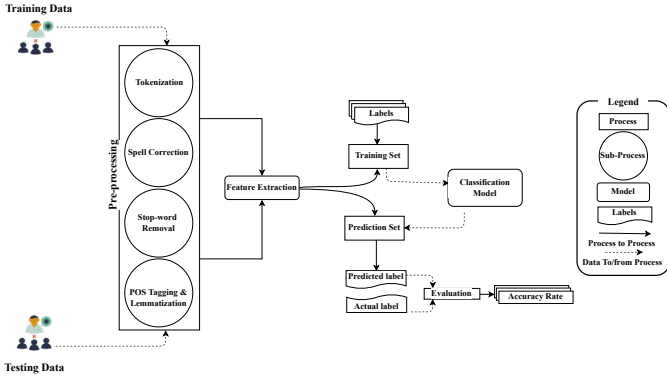 Training Data
Pre-processing
Tokenization
Spell Correction
Stop-word
Removal
POS Tagging &
Lemmatization
Testing Data
Feature Extraction
Labels
Training Set
Classification
Model
Prediction Set
Predicted label
Actual label
Evaluation
Accuracy Rate
Legend
Process
Sub-Process
Model
Labels
Process to Process
Data To/from Process